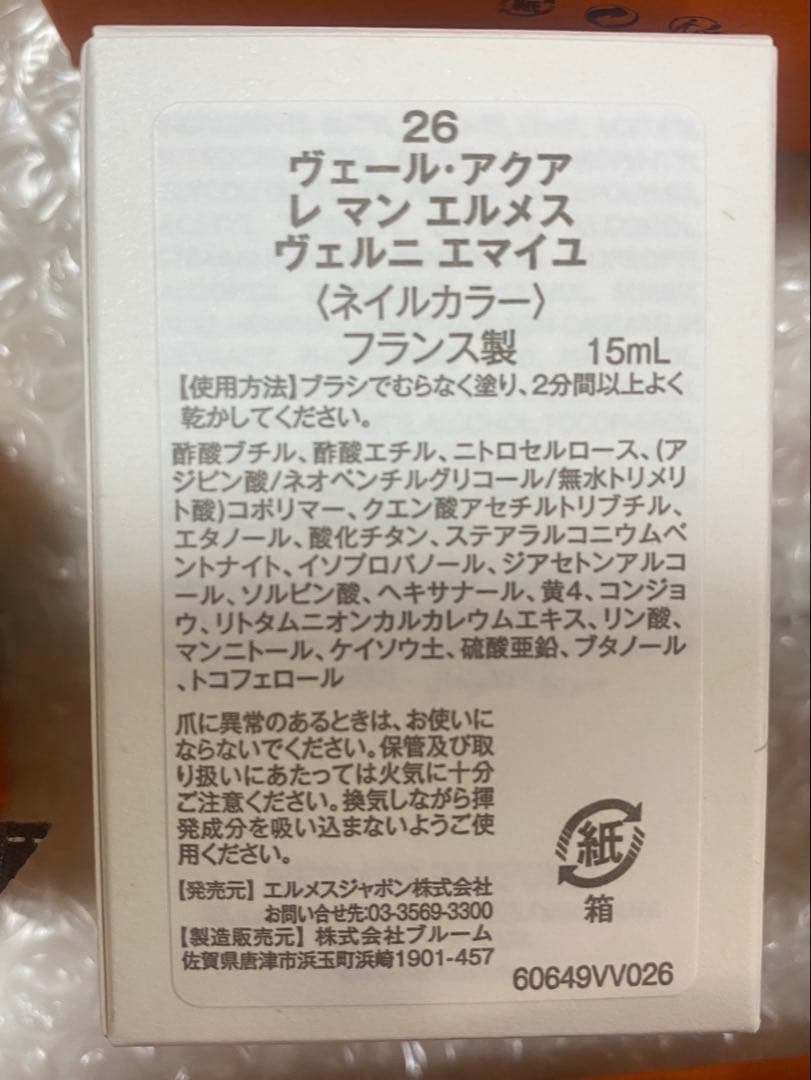 26
ヴェール・アクア
レ マン エルメス
ヴェルニ エマイユ
〈ネイルカラー〉
フランス製 15mL
【使用方法】ブラシでむらなく塗り、2分間以上よく
乾かしてください。
酢酸ブチル、酢酸エチル、ニトロセルロース、(ア
ジピン酸/ネオペンチルグリコール/無水トリメリ
ト酸)コポリマー、クエン酸アセチルトリブチル、
エタノール、酸化チタン、ステアラルコニウムベ
ントナイト、イソプロパノール、ジアセトンアルコ
ール、ソルビン酸、ヘキサナール、黄4、コンジョ
ウ、リトタムニオンカルカレウムエキス、リン酸、
マンニトール、ケイソウ土、硫酸亜鉛、ブタノール
、トコフェロール
爪に異常のあるときは、お使いに
ならないでください。保管及び取
り扱いにあたっては火気に十分
ご注意ください。換気しながら揮
発成分を吸い込まないようご使
用ください。
【発売元】エルメスジャポン株式会社
お問い合せ先:03-3569-3300
【製造販売元】株式会社ブルーム
佐賀県唐津市浜玉町浜崎1901-457
紙
箱
60649VV026